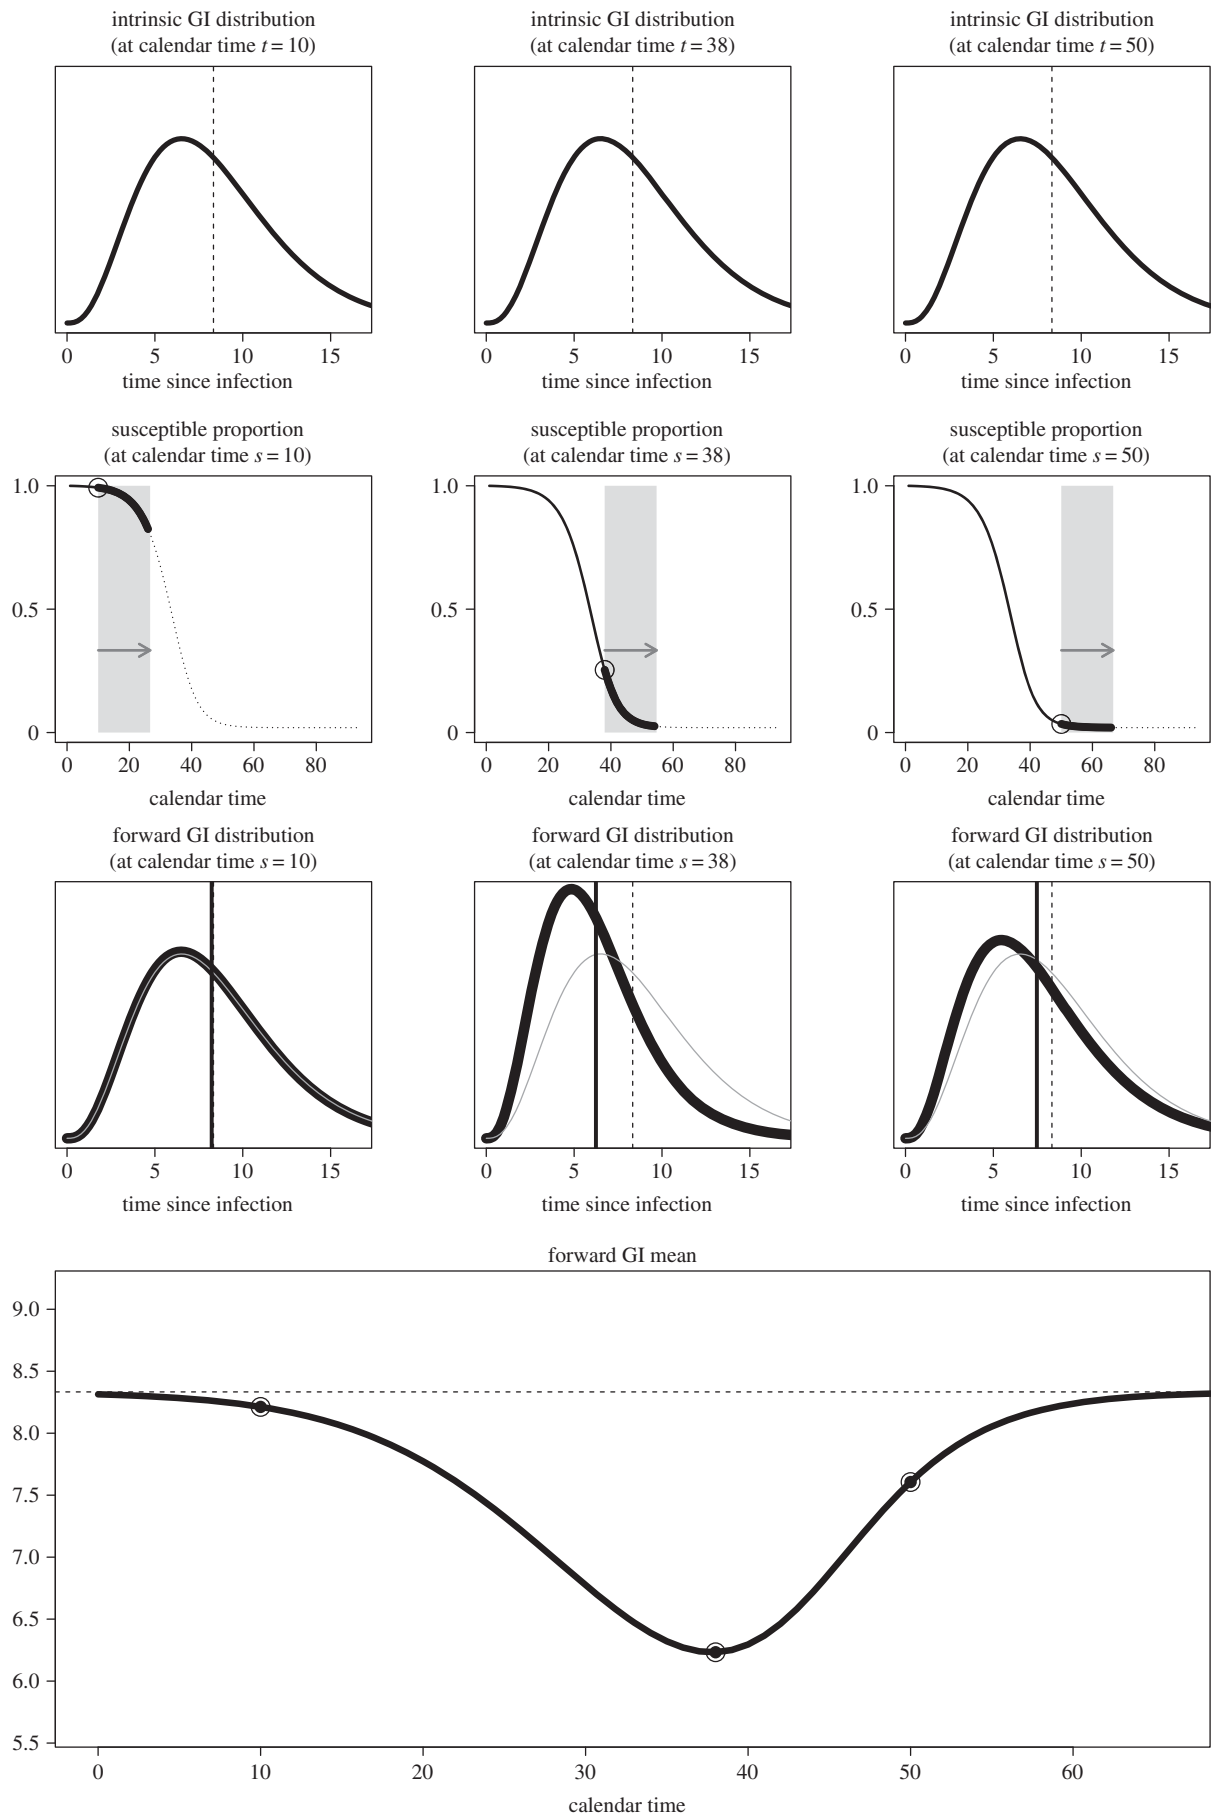 intrinsic GI distribution
(at calendar time t = 10)
intrinsic GI distribution
(at calendar time t = 38)
intrinsic GI distribution
(at calendar time t = 50)
0 5 10 15
time since infection
0 5 10 15
time since infection
0 5 10 15
time since infection
susceptible proportion
(at calendar time s = 10)
susceptible proportion
(at calendar time s = 38)
susceptible proportion
(at calendar time s = 50)
1.0
0.5
0
0 20 40 60 80
calendar time
1.0
0.5
0
0 20 40 60 80
calendar time
1.0
0.5
0
0 20 40 60 80
calendar time
forward GI distribution
(at calendar time s = 10)
forward GI distribution
(at calendar time s = 38)
forward GI distribution
(at calendar time s = 50)
0 5 10 15
time since infection
0 5 10 15
time since infection
0 5 10 15
time since infection
forward GI mean
9.0
8.5
8.0
7.5
7.0
6.5
6.0
5.5
0 10 20 30 40 50 60
calendar time